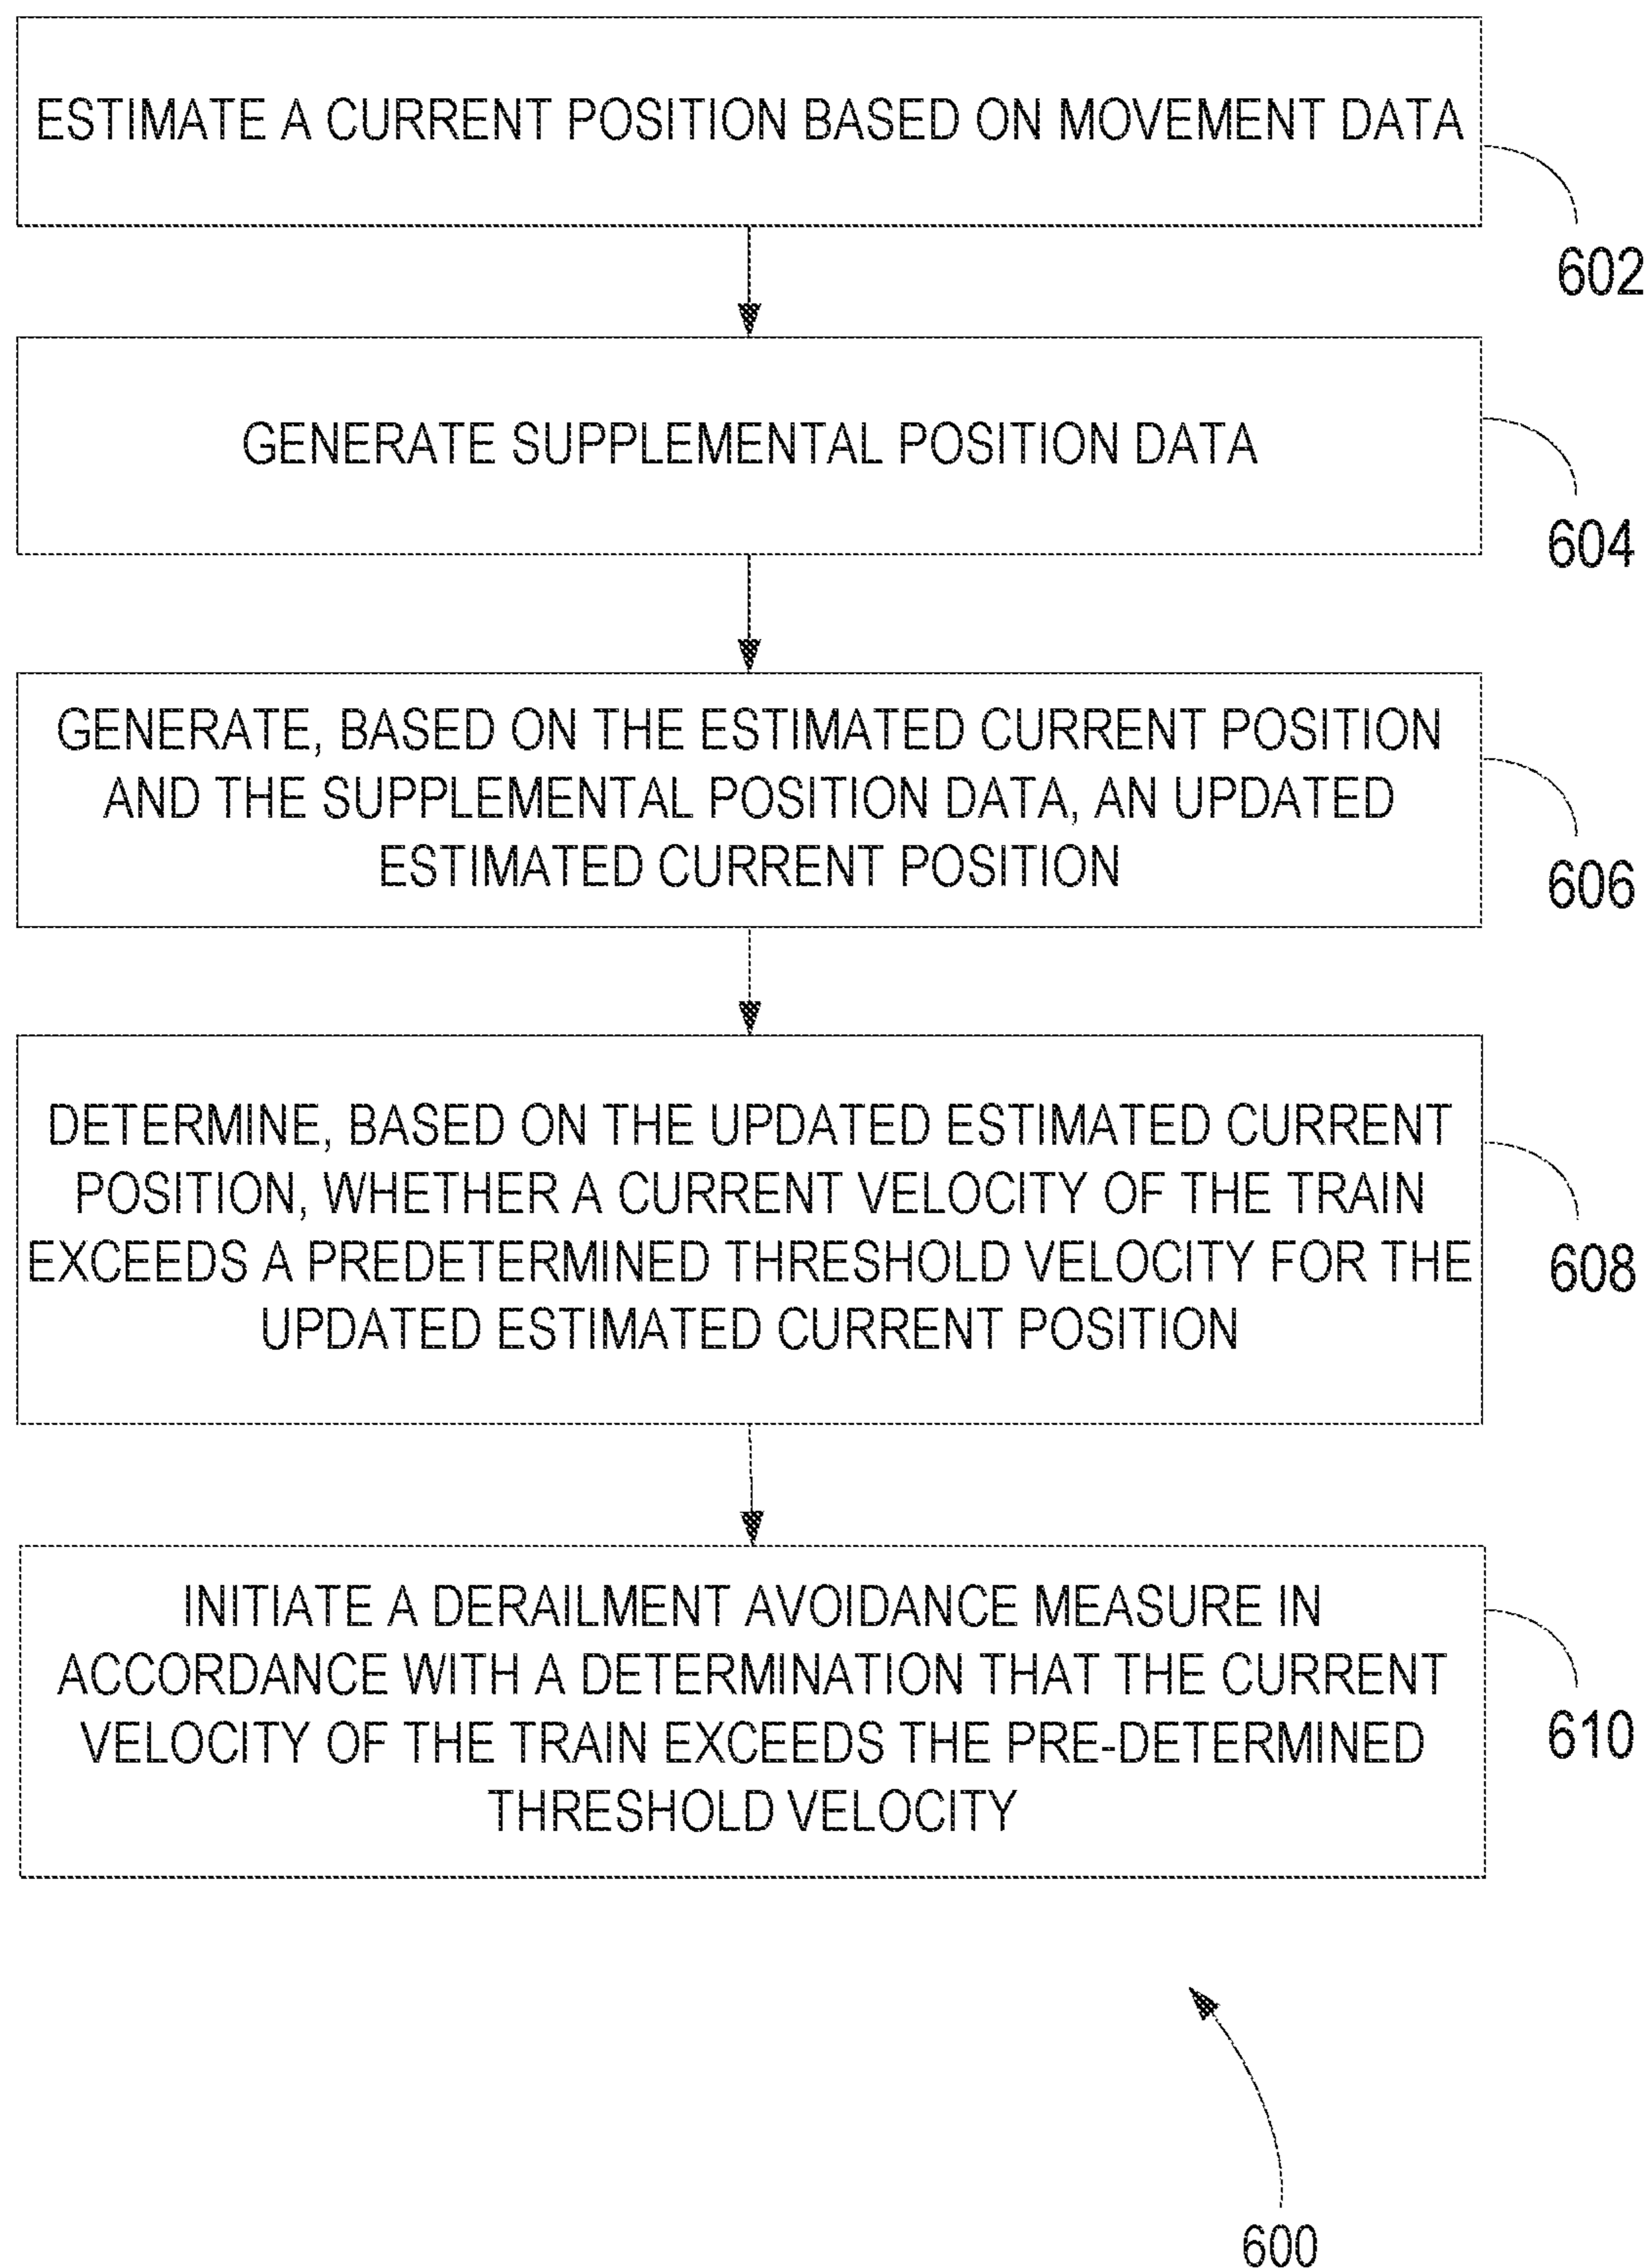 ESTIMATE A CURRENT POSITION BASED ON MOVEMENT DATA
602
GENERATE SUPPLEMENTAL POSITION DATA
604
GENERATE, BASED ON THE ESTIMATED CURRENT POSITION
AND THE SUPPLEMENTAL POSITION DATA, AN UPDATED
ESTIMATED CURRENT POSITION
606
DETERMINE, BASED ON THE UPDATED ESTIMATED CURRENT
POSITION, WHETHER A CURRENT VELOCITY OF THE TRAIN
EXCEEDS A PREDETERMINED THRESHOLD VELOCITY FOR THE
UPDATED ESTIMATED CURRENT POSITION
608
INITIATE A DERAILMENT AVOIDANCE MEASURE IN
ACCORDANCE WITH A DETERMINATION THAT THE CURRENT
VELOCITY OF THE TRAIN EXCEEDS THE PRE-DETERMINED
THRESHOLD VELOCITY
610
600